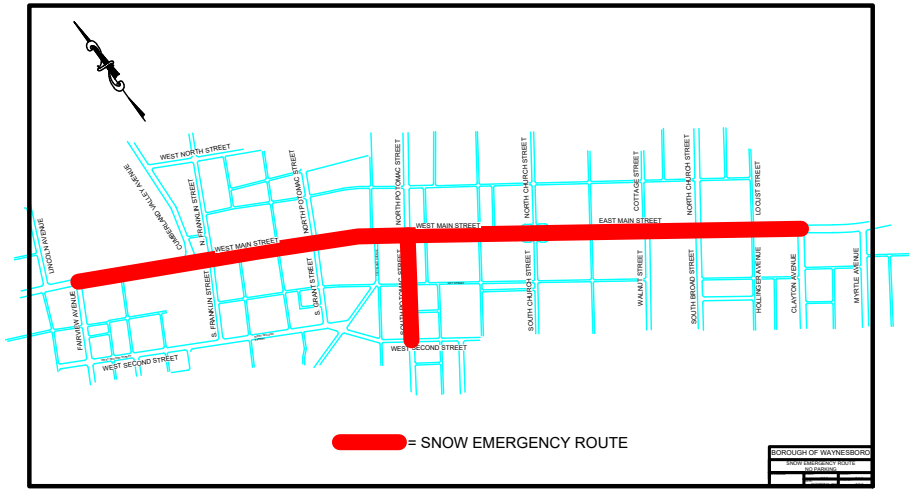 WEST NORTH STREET
CUMBERLAND VALLEY AVENUE
N. FRANKLIN STREET
NORTH POTOMAC STREET
NORTH POTOMAC STREET
NORTH CHURCH STREET
COTTAGE STREET
NORTH CHURCH STREET
LOCUST STREET
LINCOLN AVENUE
WEST MAIN STREET
WEST MAIN STREET
EAST MAIN STREET
FAIRVIEW AVENUE
S. FRANKLIN STREET
S. GRANT STREET
SOUTH POTOMAC STREET
SOUTH CHURCH STREET
WALNUT STREET
SOUTH BROAD STREET
HOLLINGER AVENUE
CLAYTON AVENUE
MYRTLE AVENUE
WEST SECOND STREET
WEST SECOND STREET
= SNOW EMERGENCY ROUTE
BOROUGH OF WAYNESBORO
SNOW EMERGENCY ROUTE
NO PARKING